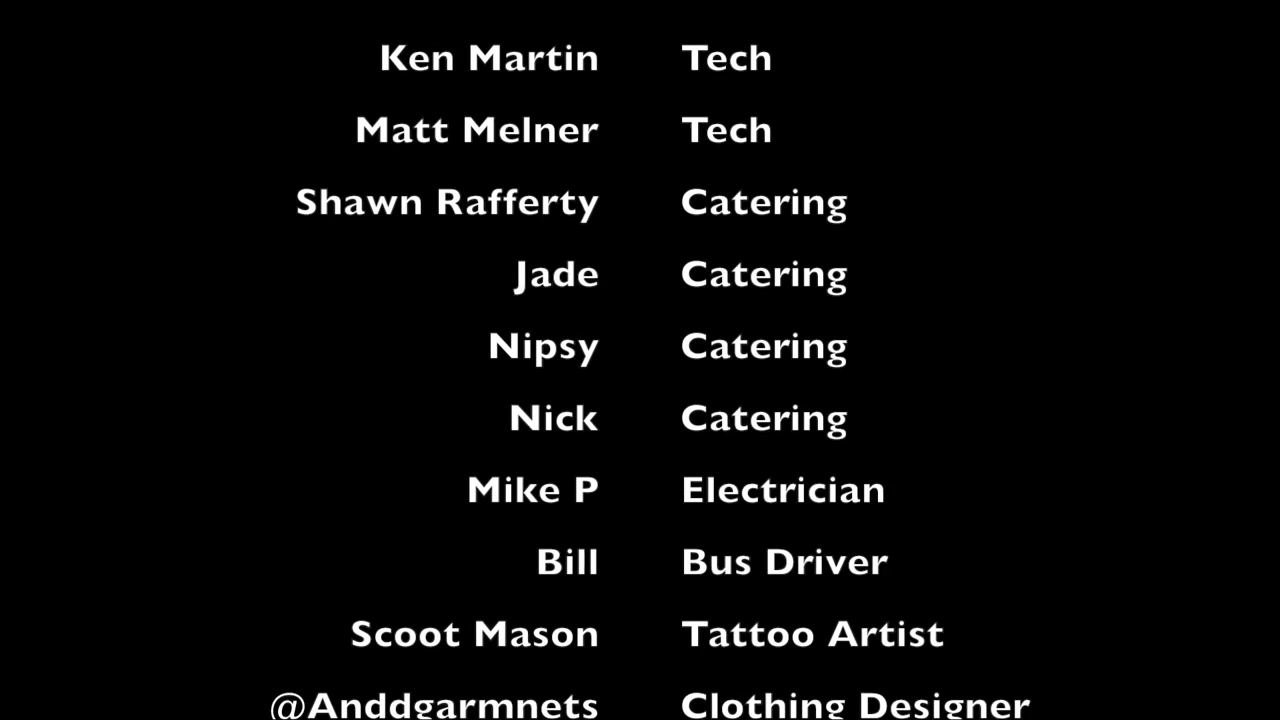 Ken Martin Tech
Matt Melner Tech
Shawn Rafferty Catering
Jade Catering
Nipsy Catering
Nick Catering
Mike P Electrician
Bill Bus Driver
Scoot Mason Tattoo Artist
@Anddgarmnets Clothing Designer